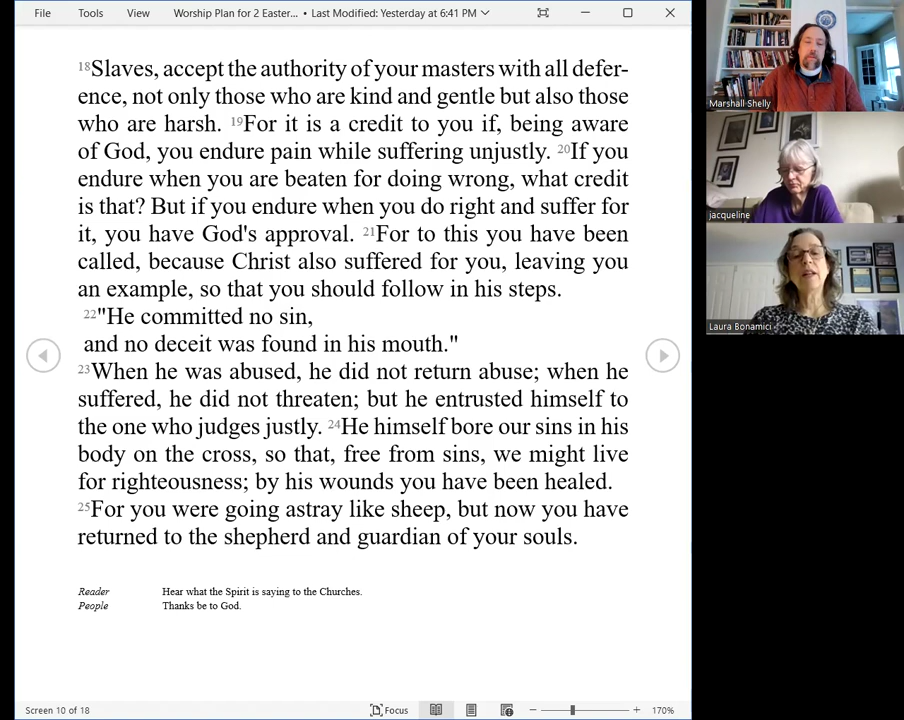 File Tools View Worship Plan for 2 Easter... • Last Modified: Yesterday at 6:41 PM
18Slaves, accept the authority of your masters with all defer-
ence, not only those who are kind and gentle but also those
who are harsh. 19For it is a credit to you if, being aware
of God, you endure pain while suffering unjustly. 20If you
endure when you are beaten for doing wrong, what credit
is that? But if you endure when you do right and suffer for
it, you have God's approval. 21For to this you have been
called, because Christ also suffered for you, leaving you
an example, so that you should follow in his steps.
22"He committed no sin,
and no deceit was found in his mouth."
23When he was abused, he did not return abuse; when he
suffered, he did not threaten; but he entrusted himself to
the one who judges justly. 24He himself bore our sins in his
body on the cross, so that, free from sins, we might live
for righteousness; by his wounds you have been healed.
25For you were going astray like sheep, but now you have
returned to the shepherd and guardian of your souls.
Reader Hear what the Spirit is saying to the Churches.
People Thanks be to God.
Screen 10 of 18 Focus 170%
Marshall Shelly
jacqueline
Laura Bonamici